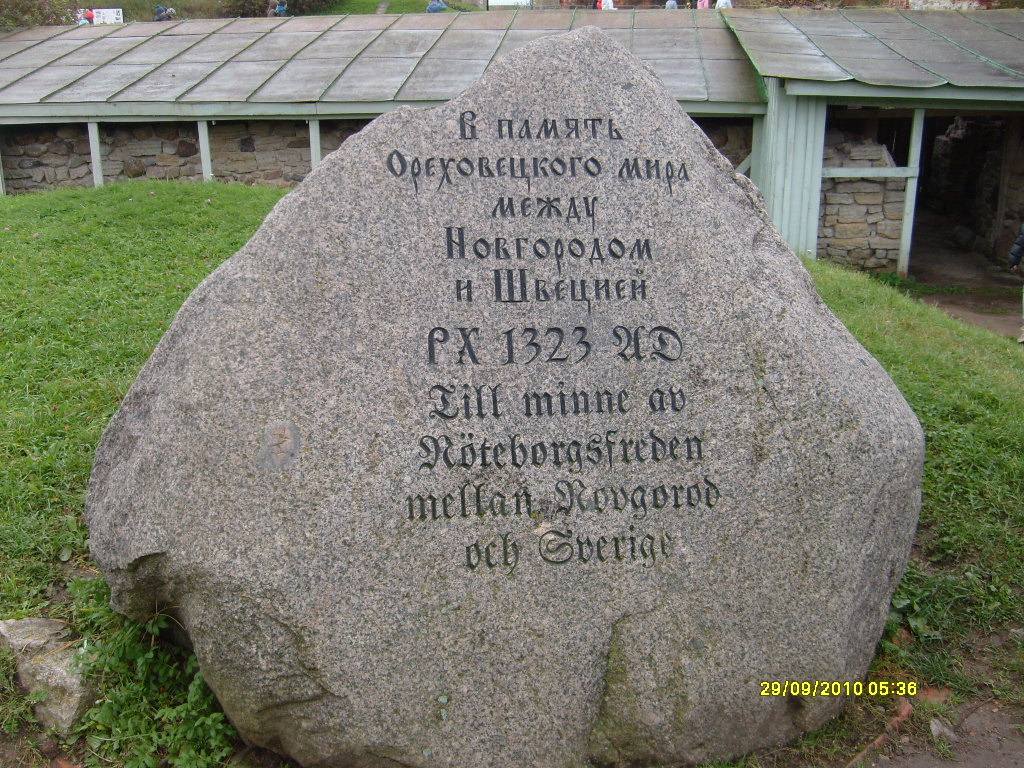 В память
Ореховецкого мира
между
Новгородом
и Швецией
РХ 1323 AD
Till minne av
Nöteborgsfreden
mellan Novgorod
och Sverige
29/09/2010 05:36